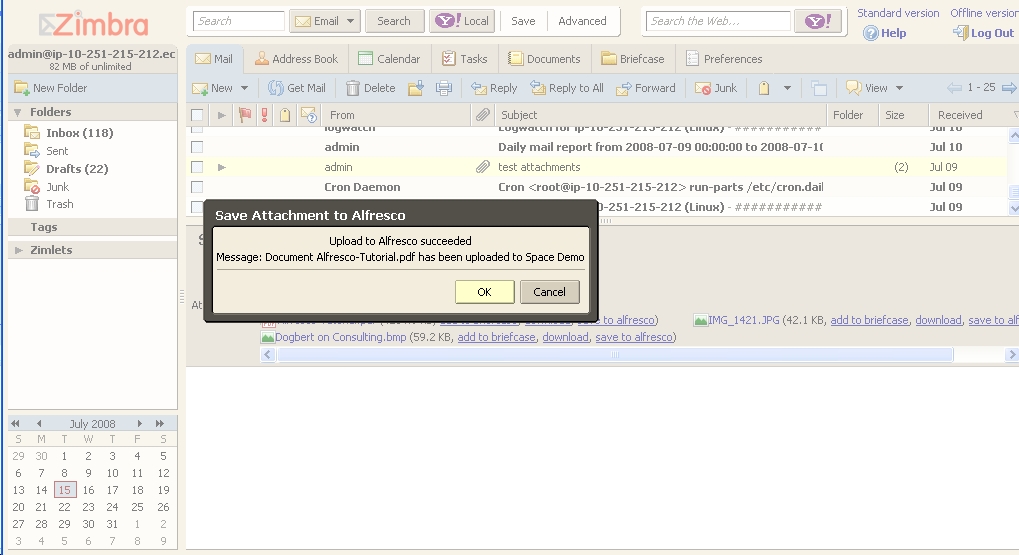 Zimbra
Search Email Search Y! Local Save Advanced Search the Web... Y! Standard version Offline version
Help Log Out
admin@ip-10-251-215-212.ec
82 MB of unlimited
Mail Address Book Calendar Tasks Documents Briefcase Preferences
New Folder
New Get Mail Delete Reply Reply to All Forward Junk View 1 - 25
Folders
Inbox (118)
Sent
Drafts (22)
Junk
Trash
Tags
Zimlets
From Subject Folder Size Received
logwatch Logwatch for ip-10-251-215-212 (Linux) - ########### Jul 10
admin Daily mail report from 2008-07-09 00:00:00 to 2008-07-10 Jul 10
admin test attachments (2) Jul 09
Cron Daemon Cron <root@ip-10-251-215-212> run-parts /etc/cron.dail Jul 09
-251-215-212 (Linux) - ########### Jul 09
Save Attachment to Alfresco
Upload to Alfresco succeeded
Message: Document Alfresco-Tutorial.pdf has been uploaded to Space Demo
OK Cancel
save to alfresco)
IMG_1421.JPG (42.1 KB, add to briefcase, download, save to alf
Dogbert on Consulting.bmp (59.2 KB, add to briefcase, download, save to alfresco)
July 2008
S M T W T F S
29 30 1 2 3 4 5
6 7 8 9 10 11 12
13 14 15 16 17 18 19
20 21 22 23 24 25 26
27 28 29 30 31 1 2
3 4 5 6 7 8 9